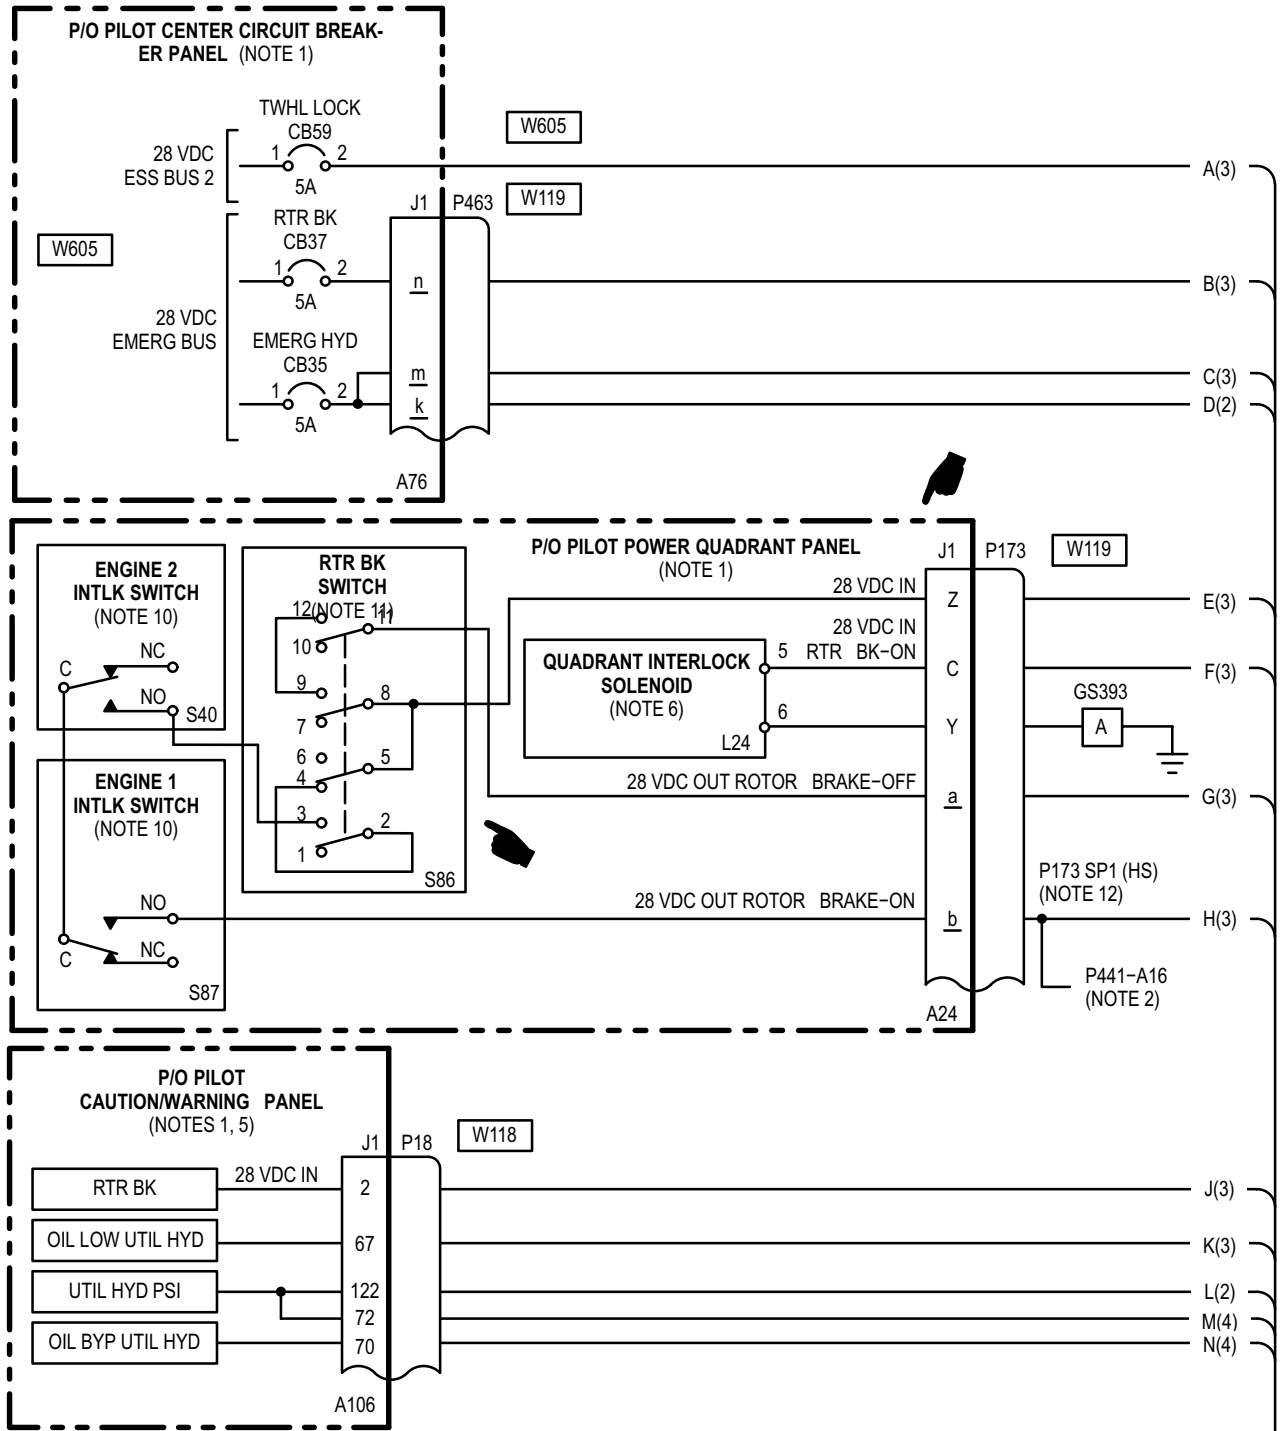 P/O PILOT CENTER CIRCUIT BREAK-
ER PANEL (NOTE 1)
TWHL LOCK
CB59
W605
28 VDC
ESS BUS 2
1
2
5A
A(3)
RTR BK
CB37
J1
P463
W119
W605
1
2
5A
n
B(3)
28 VDC
EMERG BUS
EMERG HYD
CB35
1
2
5A
m
k
C(3)
D(2)
A76
P/O PILOT POWER QUADRANT PANEL
(NOTE 1)
J1
P173
W119
ENGINE 2
INTLK SWITCH
(NOTE 10)
C
NC
NO
S40
RTR BK
SWITCH
(NOTE 11)
12
11
10
9
8
7
6
5
4
3
2
1
S86
28 VDC IN
Z
E(3)
28 VDC IN
RTR BK-ON
QUADRANT INTERLOCK
SOLENOID
(NOTE 6)
L24
5
C
F(3)
6
Y
GS393
A
28 VDC OUT ROTOR BRAKE-OFF
a
G(3)
ENGINE 1
INTLK SWITCH
(NOTE 10)
NO
C
NC
S87
28 VDC OUT ROTOR BRAKE-ON
b
P173 SP1 (HS)
(NOTE 12)
H(3)
P441-A16
(NOTE 2)
A24
P/O PILOT
CAUTION/WARNING PANEL
(NOTES 1, 5)
J1
P18
W118
RTR BK
28 VDC IN
2
J(3)
OIL LOW UTIL HYD
67
K(3)
UTIL HYD PSI
122
L(2)
72
M(4)
OIL BYP UTIL HYD
70
N(4)
A106